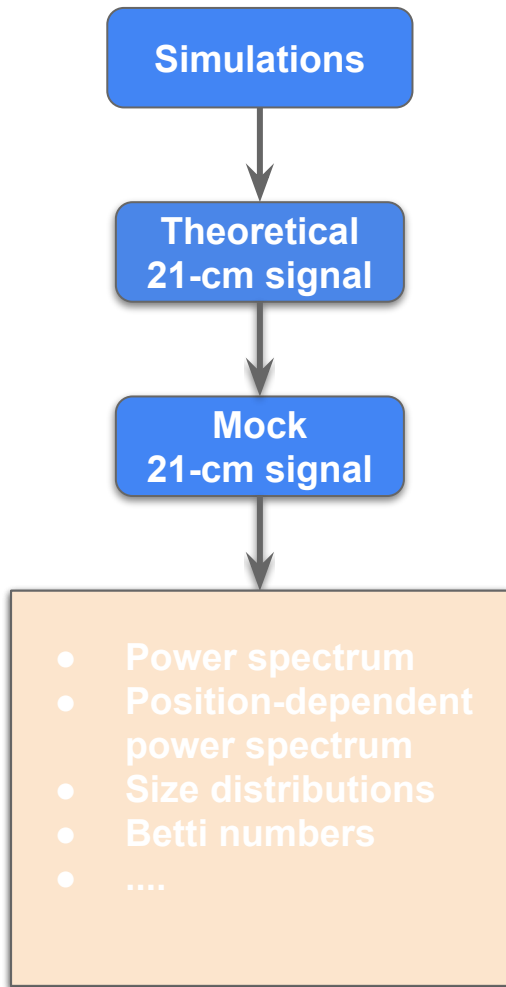 Simulations
Theoretical
21-cm signal
Mock
21-cm signal
● Power spectrum
● Position-dependent
power spectrum
● Size distributions
● Betti numbers
● ....